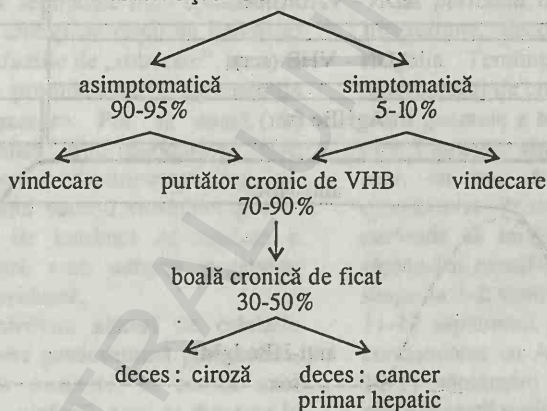 asimptomatică simptomatică
90-95% 5-10%
vindecare purtător cronic de VHB vindecare
70-90%
boală cronică de ficat
30-50%
deces : ciroză deces : cancer
primar hepatic